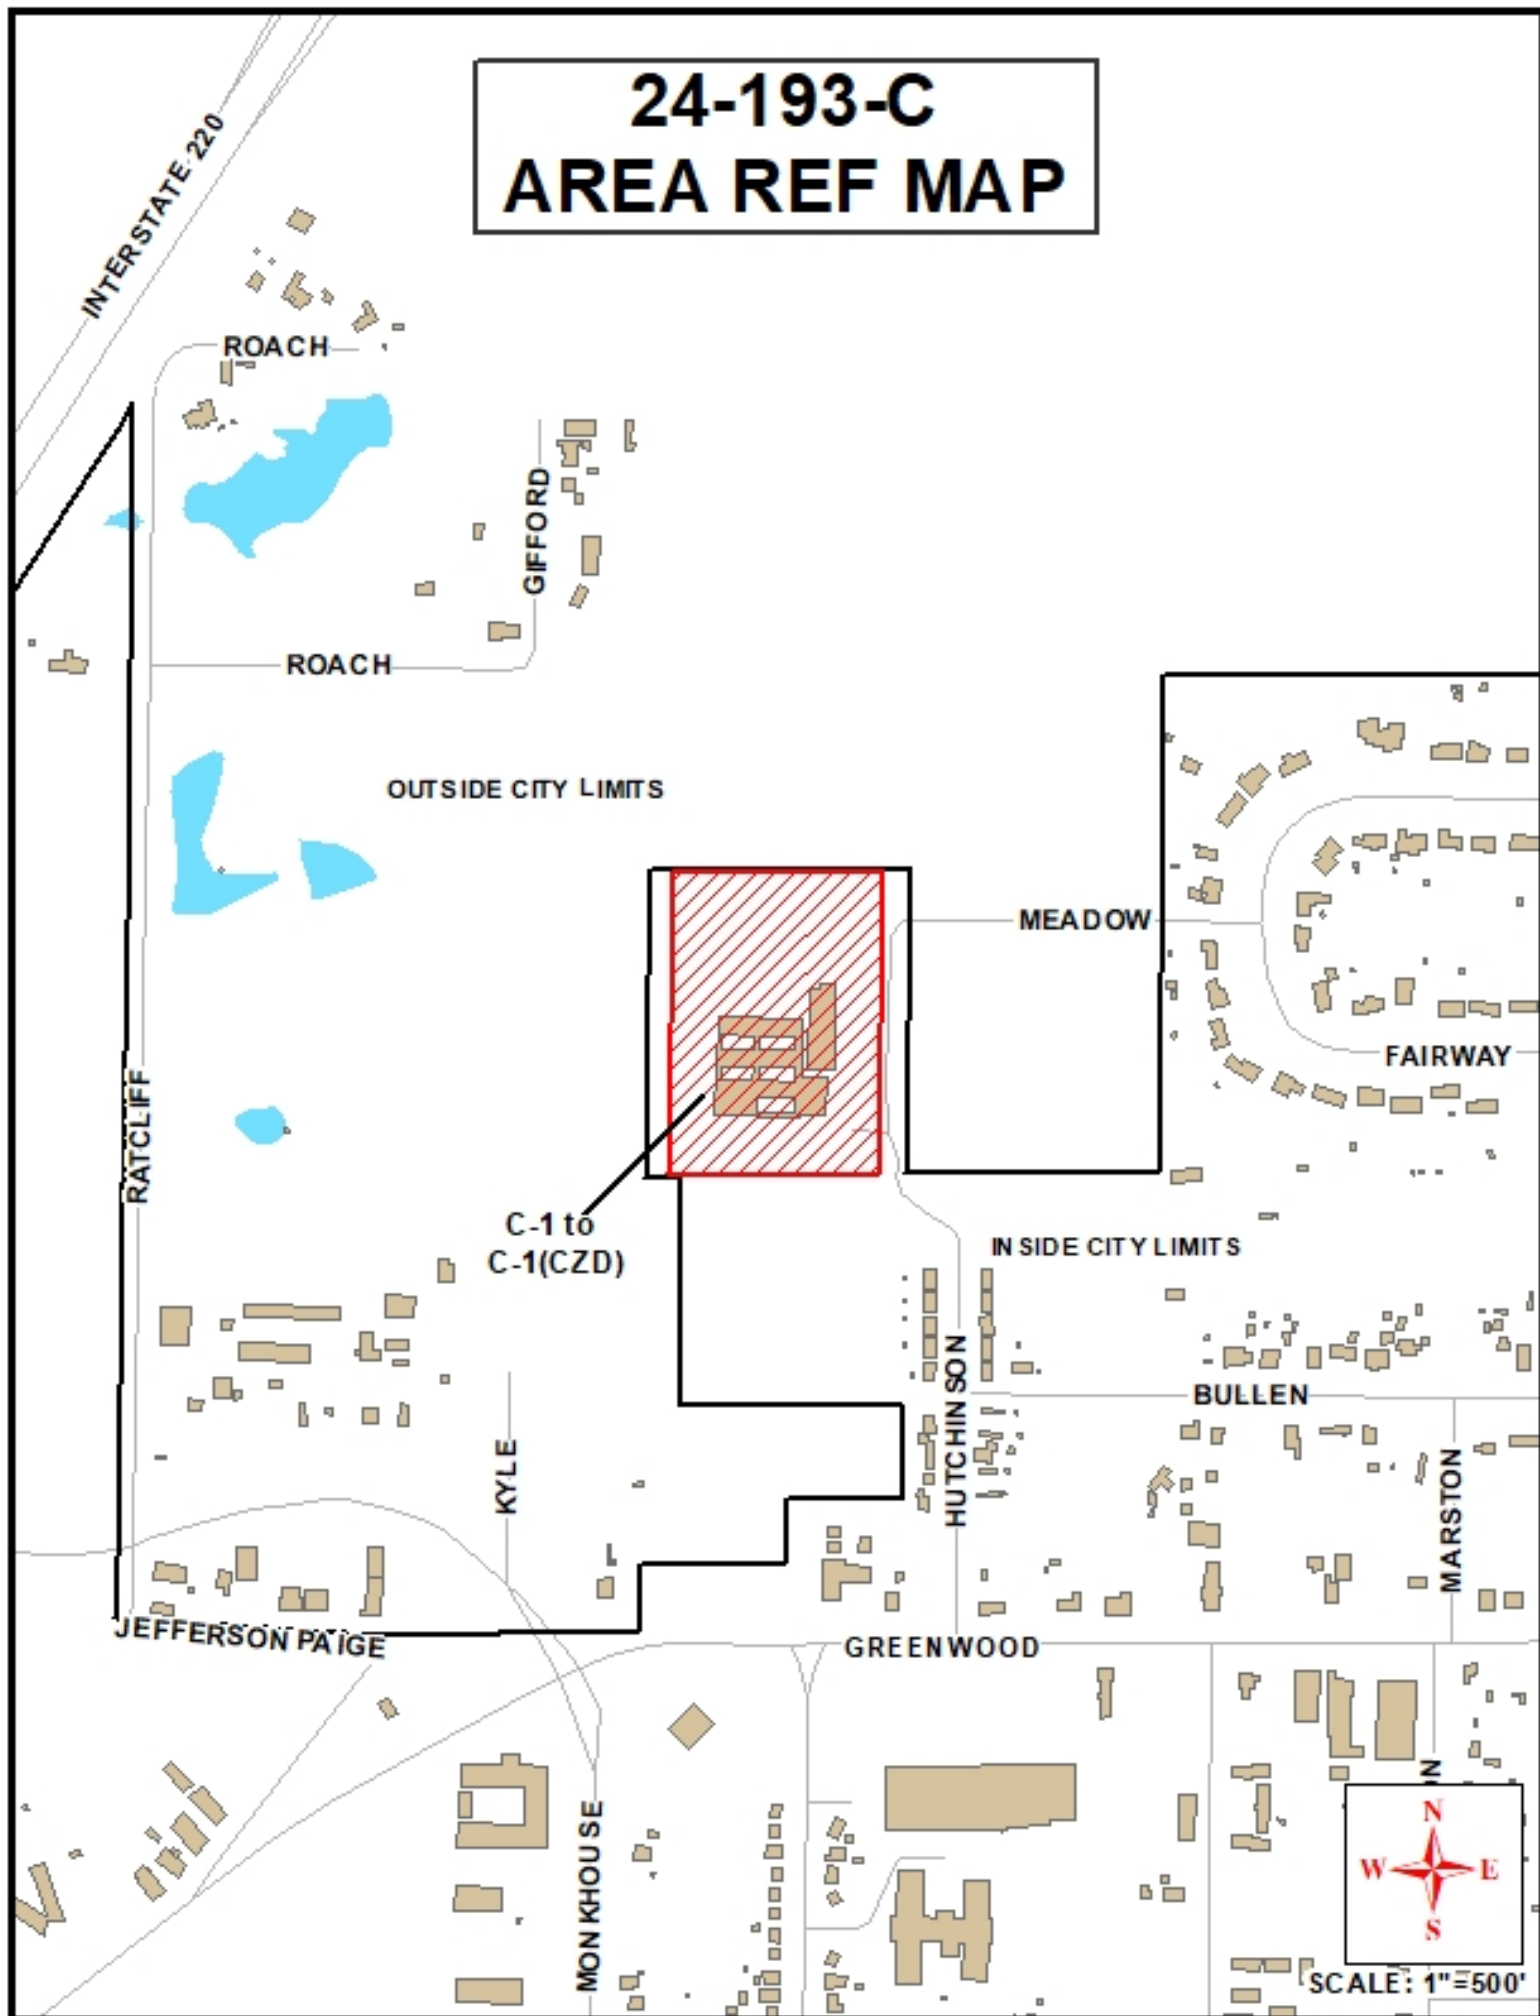 24-193-C
AREA REF MAP
INTERSTATE 220
ROACH
GIFFORD
ROACH
OUTSIDE CITY LIMITS
MEADOW
FAIRWAY
RATCLIFF
C-1 to
C-1(CZD)
INSIDE CITY LIMITS
HUTCHINSON
BULLEN
KYLE
MARSTON
JEFFERSON PAIGE
GREENWOOD
MONKHOUSE
N
W E
S
SCALE: 1"=500'